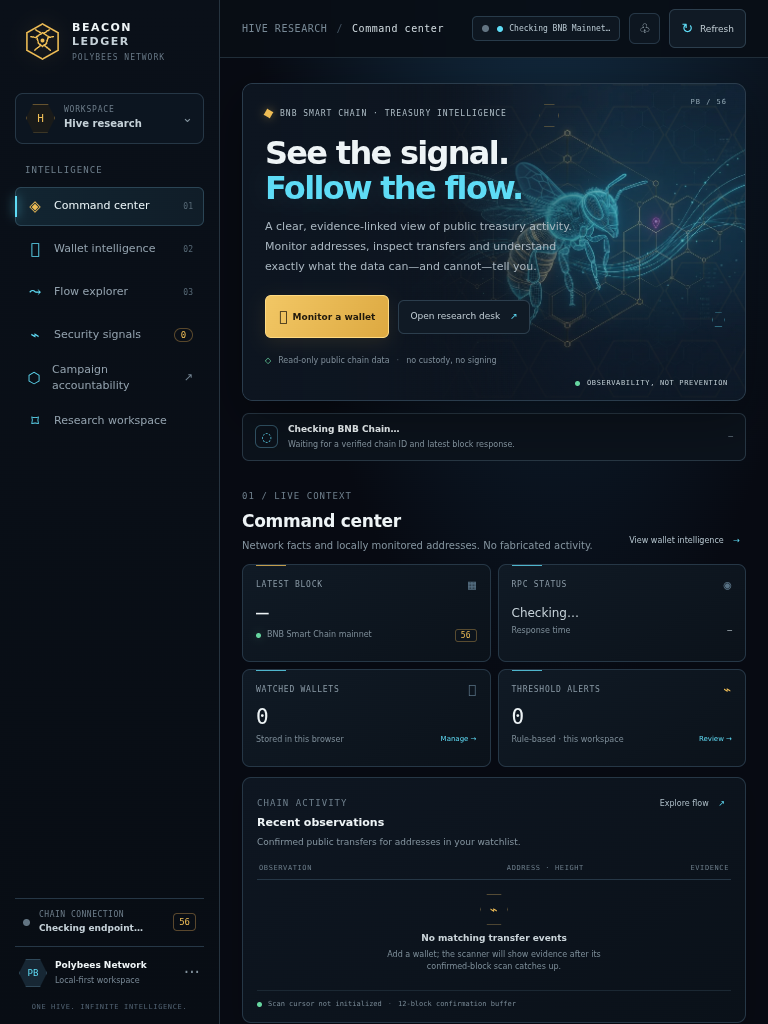 BEACON
LEDGER
POLYBEES NETWORK
WORKSPACE
H
Hive research
INTELLIGENCE
Command center 01
Wallet intelligence 02
Flow explorer 03
Security signals 0
Campaign
accountability ↗
Research workspace
CHAIN CONNECTION
Checking endpoint…
56
PB
Polybees Network
Local-first workspace
ONE HIVE. INFINITE INTELLIGENCE.
HIVE RESEARCH / Command center
Checking BNB Mainnet…
Refresh
PB / 56
BNB SMART CHAIN · TREASURY INTELLIGENCE
See the signal.
Follow the flow.
A clear, evidence-linked view of public treasury activity.
Monitor addresses, inspect transfers and understand
exactly what the data can—and cannot—tell you.
Monitor a wallet
Open research desk ↗
Read-only public chain data · no custody, no signing
OBSERVABILITY, NOT PREVENTION
Checking BNB Chain…
Waiting for a verified chain ID and latest block response.
—
01 / LIVE CONTEXT
Command center
Network facts and locally monitored addresses. No fabricated activity.
View wallet intelligence →
LATEST BLOCK
—
BNB Smart Chain mainnet 56
RPC STATUS
Checking…
Response time —
WATCHED WALLETS
0
Stored in this browser Manage →
THRESHOLD ALERTS
0
Rule-based · this workspace Review →
CHAIN ACTIVITY
Explore flow ↗
Recent observations
Confirmed public transfers for addresses in your watchlist.
OBSERVATION ADDRESS · HEIGHT EVIDENCE
No matching transfer events
Add a wallet; the scanner will show evidence after its
confirmed-block scan catches up.
Scan cursor not initialized · 12-block confirmation buffer